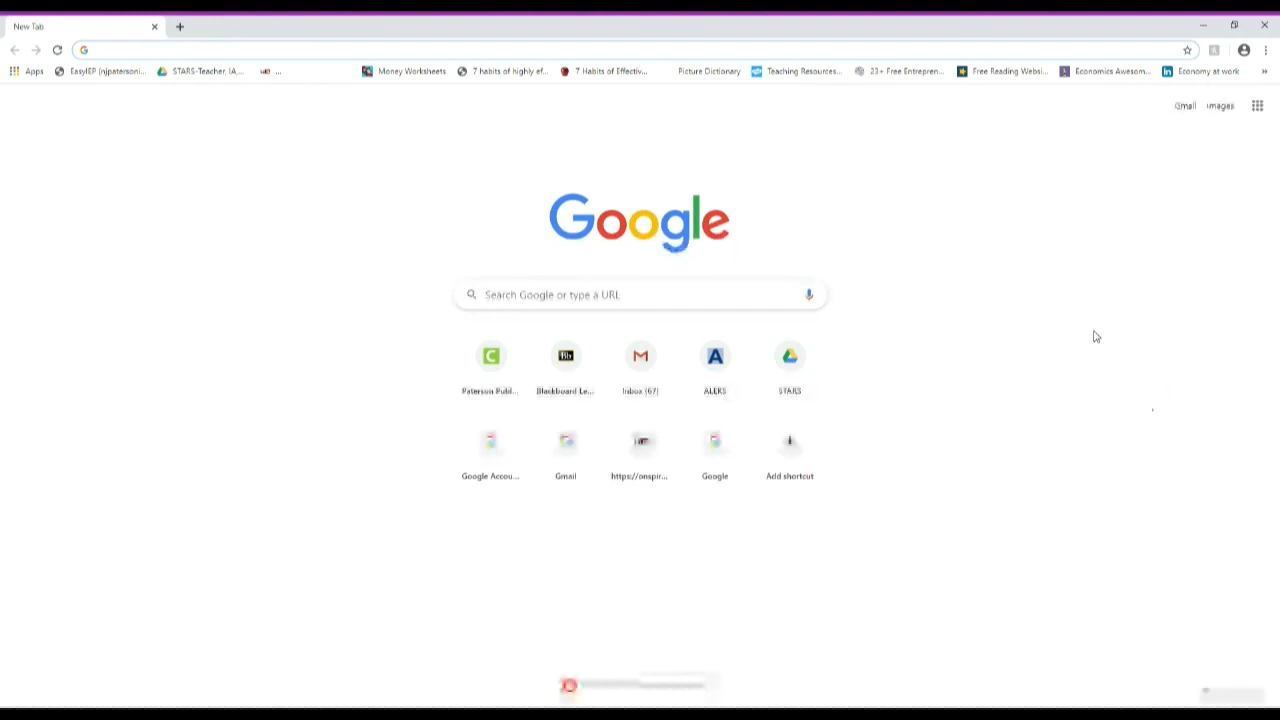 New Tab
Apps EasyIEP (njpatersoni... STARS-Teacher, IA,... ... Money Worksheets 7 habits of highly ef... 7 Habits of Effectiv... Picture Dictionary Teaching Resources... 23+ Free Entrepren... Free Reading Websi... Economics Awesom... Economy at work »
Gmail Images
Google
Search Google or type a URL
Paterson Publ... Blackboard Le... Inbox (67) ALEKS STARS
Google Accou... Gmail https://onspir... Google Add shortcut